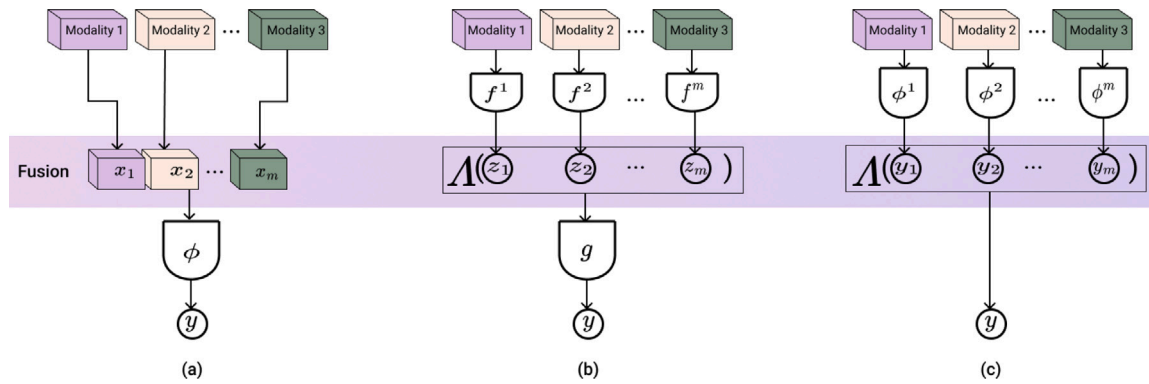 Modality 1 Modality 2 ... Modality 3
Modality 1 Modality 2 ... Modality 3
Modality 1 Modality 2 ... Modality 3
f¹ f² ... fᵐ
ϕ¹ ϕ² ... ϕᵐ
Fusion
x₁ x₂ ... xₘ
Λ(z₁ z₂ ... zₘ)
Λ(y₁ y₂ ... yₘ)
ϕ
g
y
y
y
(a)
(b)
(c)